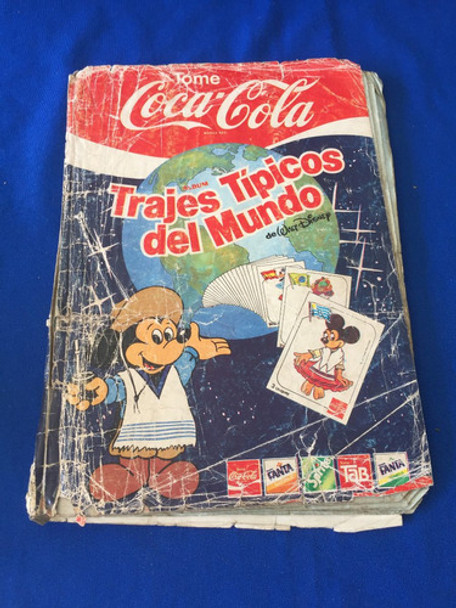 Tome
Coca-Cola
ALBUM
Trajes Típicos
del Mundo
de Walt Disney
Coca-Cola
FANTA
Sprite
TAB
FANTA